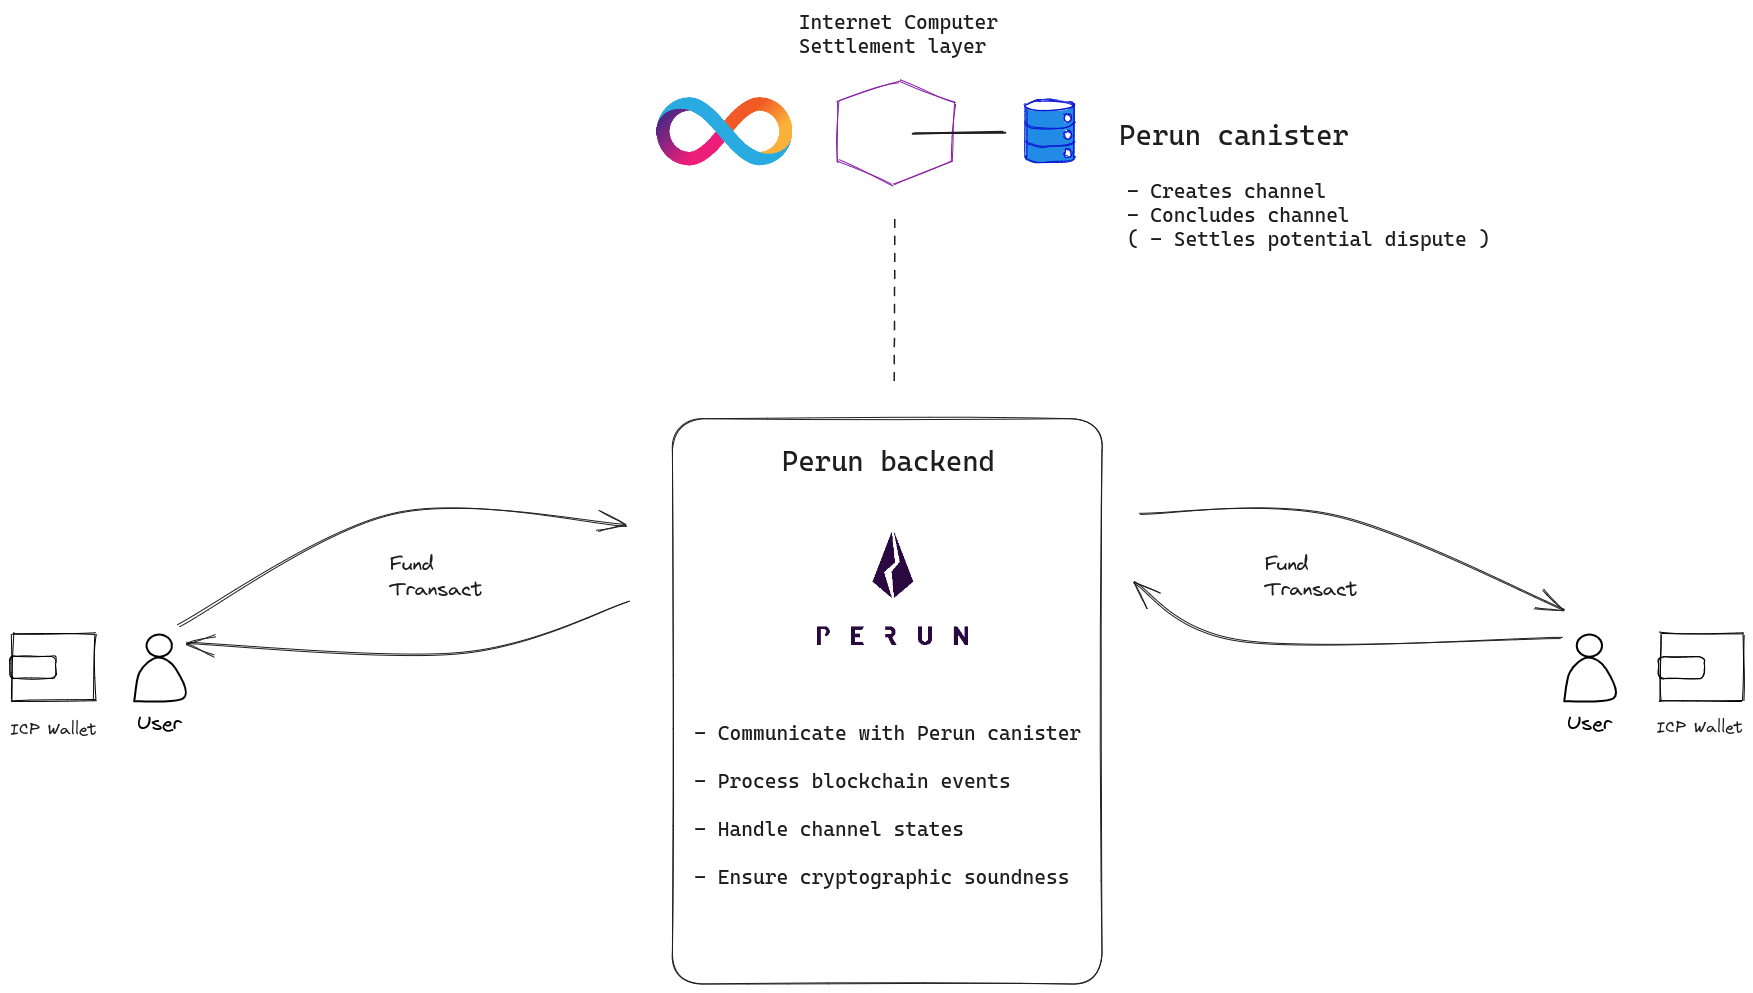 Internet Computer
Settlement layer
Perun canister
- Creates channel
- Concludes channel
( - Settles potential dispute )
Perun backend
Fund
Transact
Fund
Transact
PERUN
ICP Wallet
User
User
ICP Wallet
- Communicate with Perun canister
- Process blockchain events
- Handle channel states
- Ensure cryptographic soundness